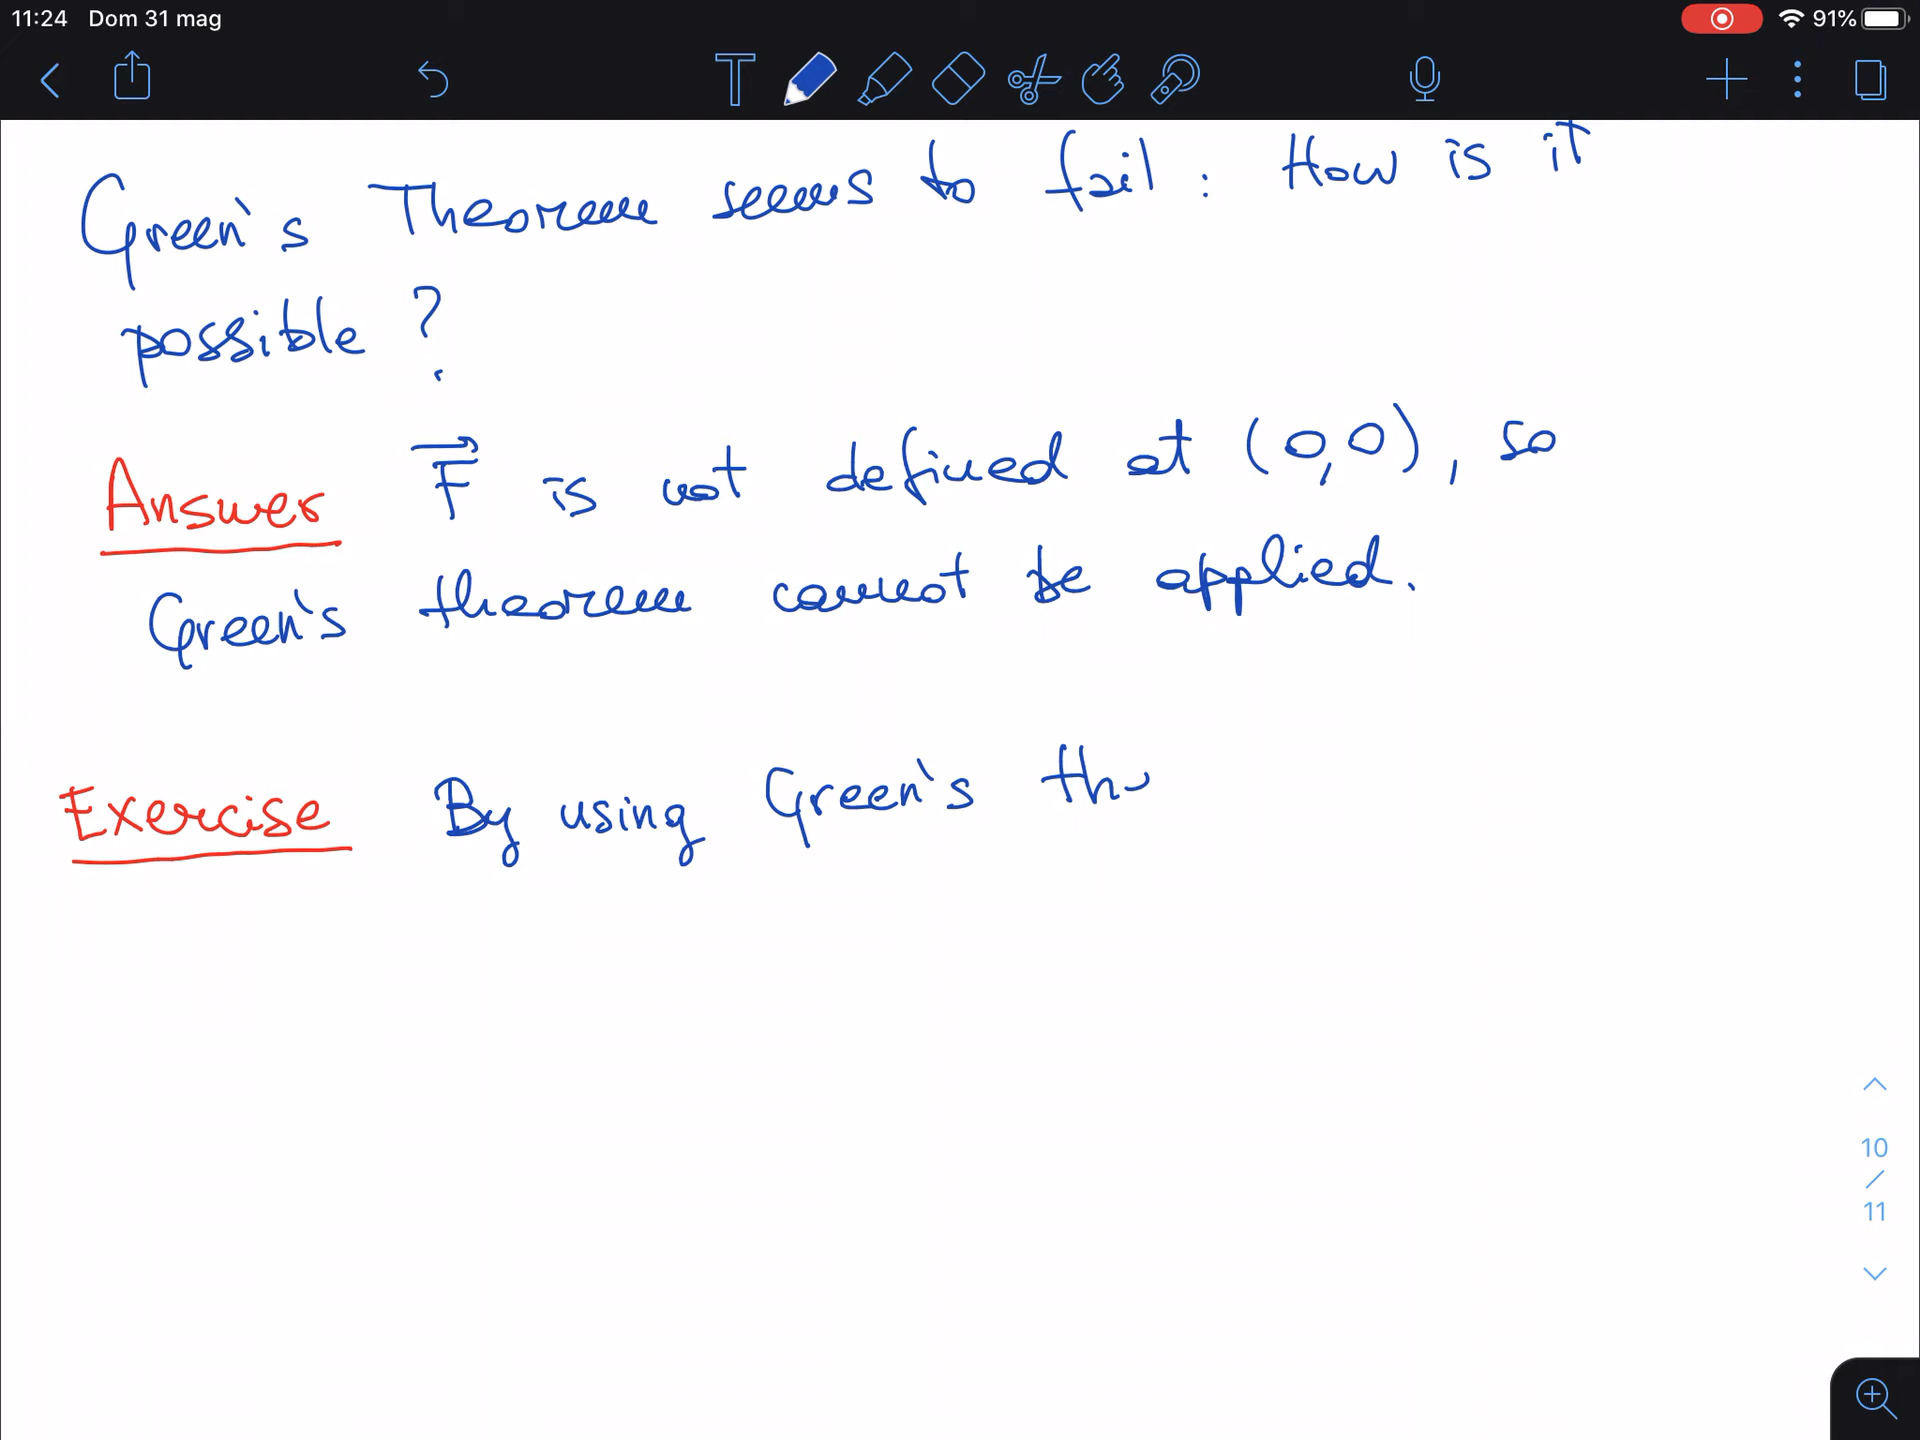 11:24 Dom 31 mag 91%
Green's Theorem seems to fail : How is it
possible ?
Answer F is not defined at (0,0), so
Green's theorem cannot be applied.
Exercise By using Green's tho
10
/
11